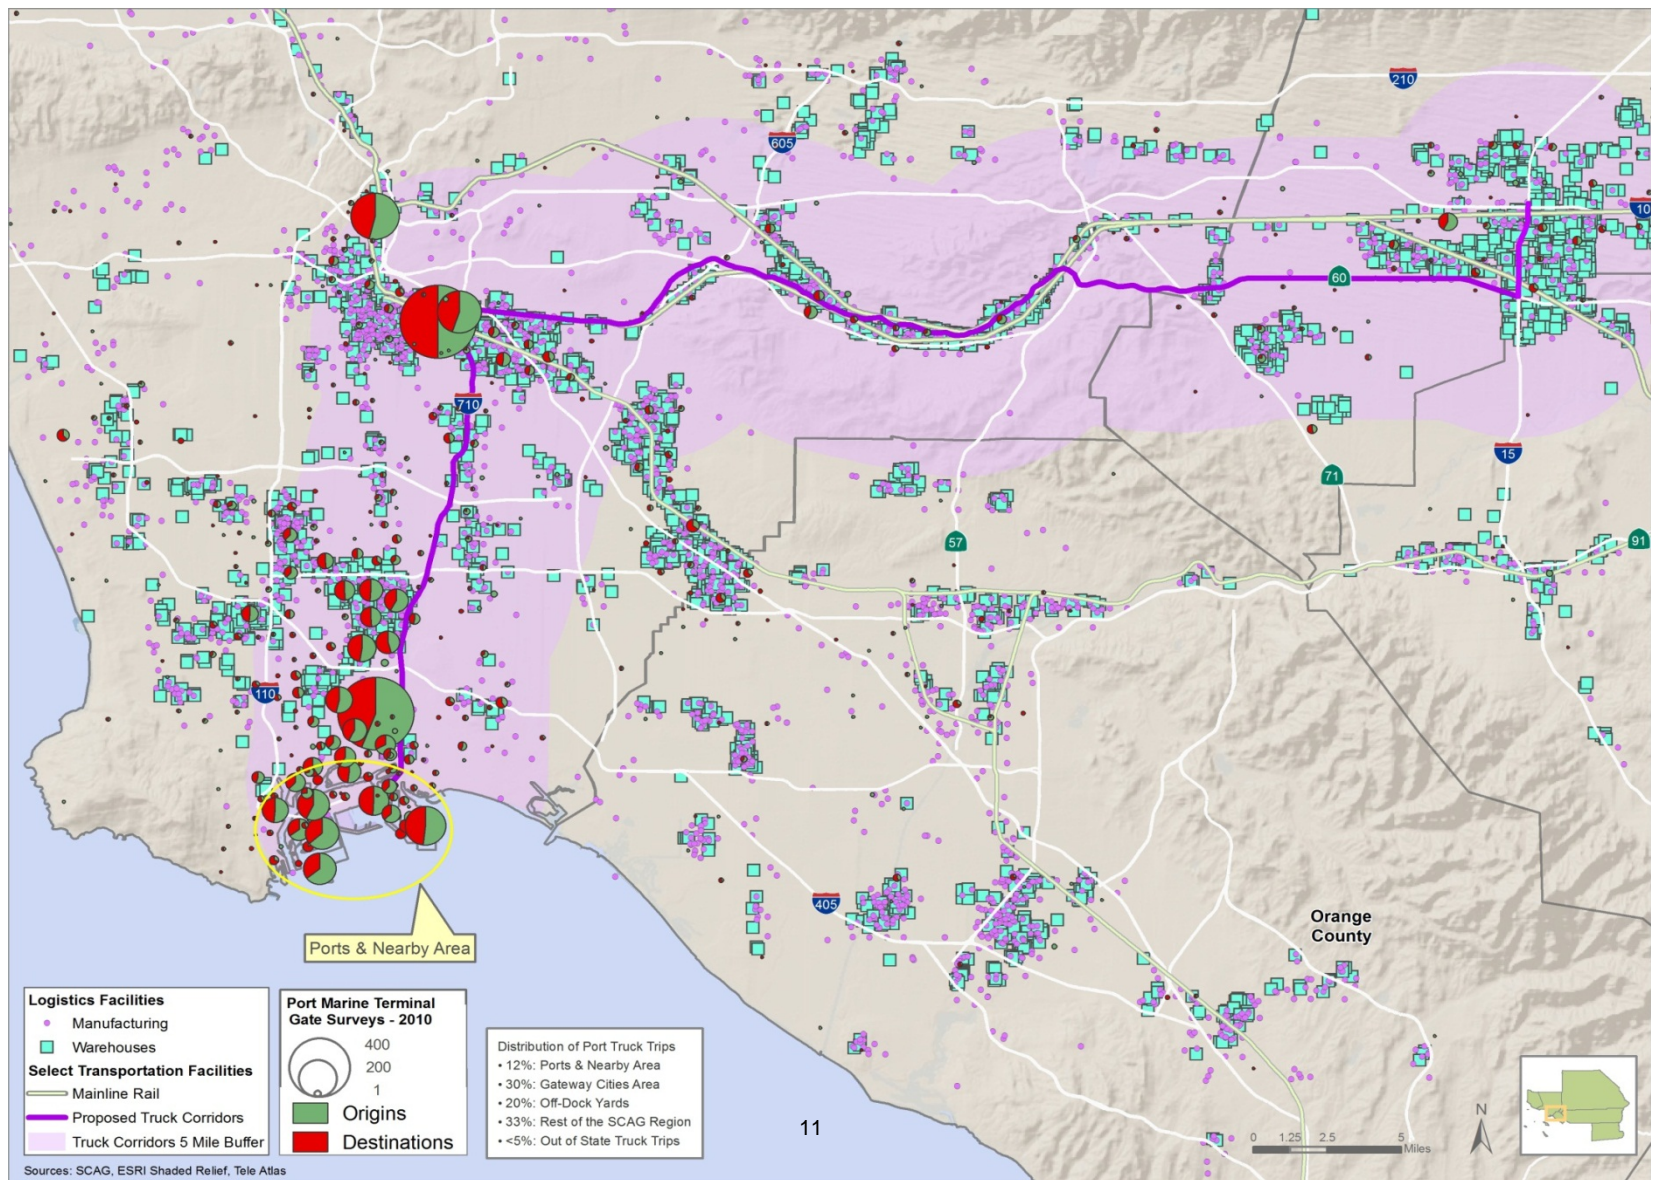 210
605
10
60
710
15
71
57
91
110
405
Orange
County
Ports & Nearby Area
Logistics Facilities
Manufacturing
Warehouses
Select Transportation Facilities
Mainline Rail
Proposed Truck Corridors
Truck Corridors 5 Mile Buffer
Port Marine Terminal
Gate Surveys - 2010
400
200
1
Origins
Destinations
Distribution of Port Truck Trips
• 12%: Ports & Nearby Area
• 30%: Gateway Cities Area
• 20%: Off-Dock Yards
• 33%: Rest of the SCAG Region
• <5%: Out of State Truck Trips
11
N
0 1.25 2.5 5
Miles
Sources: SCAG, ESRI Shaded Relief, Tele Atlas